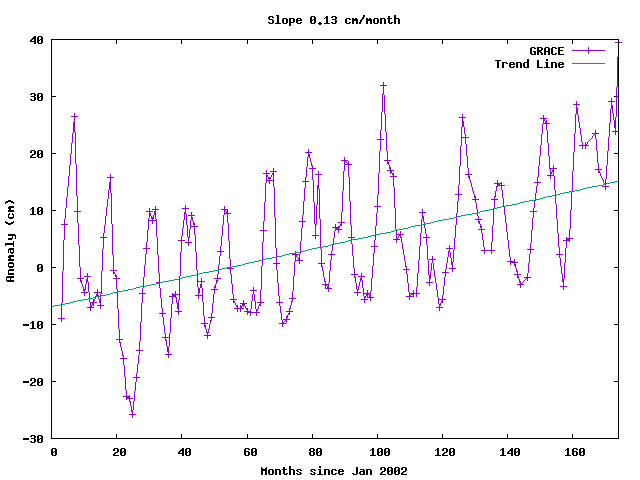 Slope 0.13 cm/month
GRACE
Trend Line
40
30
20
10
0
-10
-20
-30
Anomaly (cm)
0 20 40 60 80 100 120 140 160
Months since Jan 2002